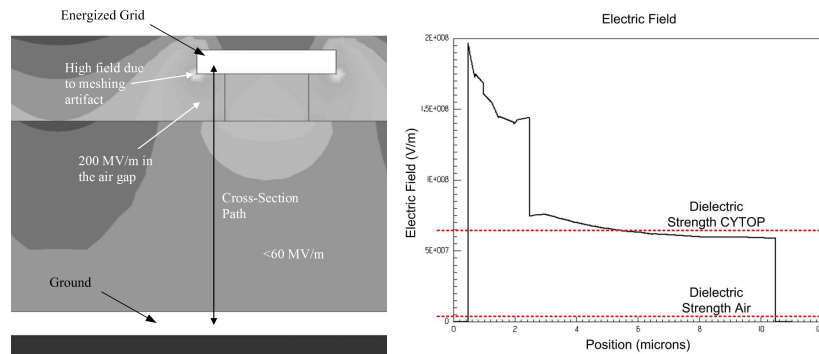 Energized Grid
High field due
to meshing
artifact
200 MV/m in
the air gap
Cross-Section
Path
<60 MV/m
Ground
Electric Field
2E+008
1.5E+008
1E+008
5E+007
0
Electric Field (V/m)
Dielectric
Strength CYTOP
Dielectric
Strength Air
0 2 4 6 8 10 12
Position (microns)